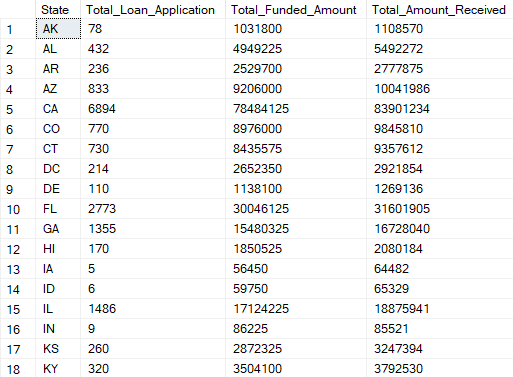 State Total_Loan_Application Total_Funded_Amount Total_Amount_Received
1 AK 78 1031800 1108570
2 AL 432 4949225 5492272
3 AR 236 2529700 2777875
4 AZ 833 9206000 10041986
5 CA 6894 78484125 83901234
6 CO 770 8976000 9845810
7 CT 730 8435575 9357612
8 DC 214 2652350 2921854
9 DE 110 1138100 1269136
10 FL 2773 30046125 31601905
11 GA 1355 15480325 16728040
12 HI 170 1850525 2080184
13 IA 5 56450 64482
14 ID 6 59750 65329
15 IL 1486 17124225 18875941
16 IN 9 86225 85521
17 KS 260 2872325 3247394
18 KY 320 3504100 3792530